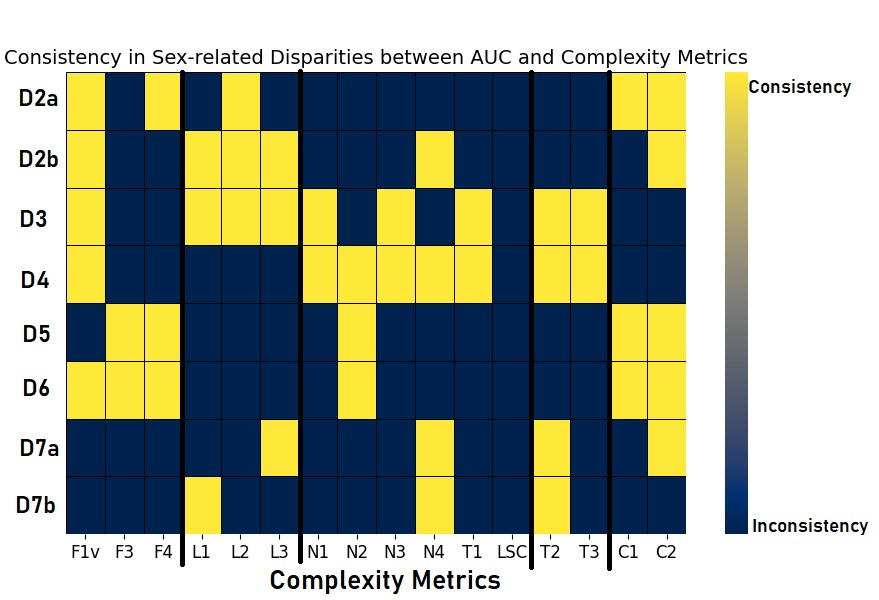 Consistency in Sex-related Disparities between AUC and Complexity Metrics
Consistency
D2a
D2b
D3
D4
D5
D6
D7a
D7b
Inconsistency
F1v F3 F4 L1 L2 L3 N1 N2 N3 N4 T1 LSC T2 T3 C1 C2
Complexity Metrics